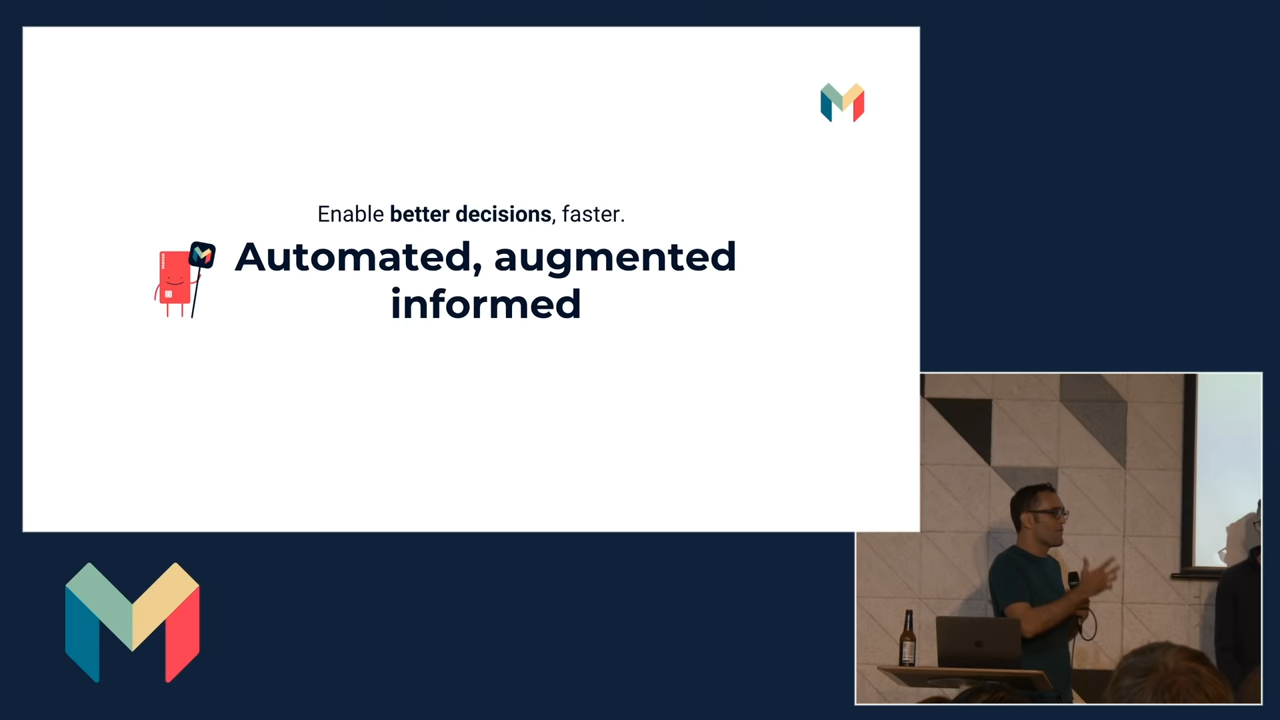 Enable better decisions, faster.
Automated, augmented
informed